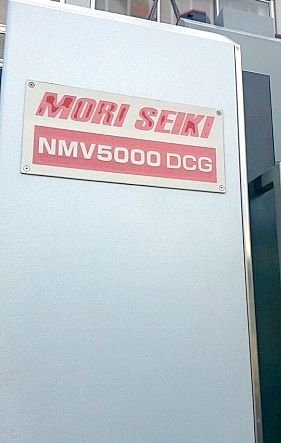 MORI SEIKI
NMV5000 DCG